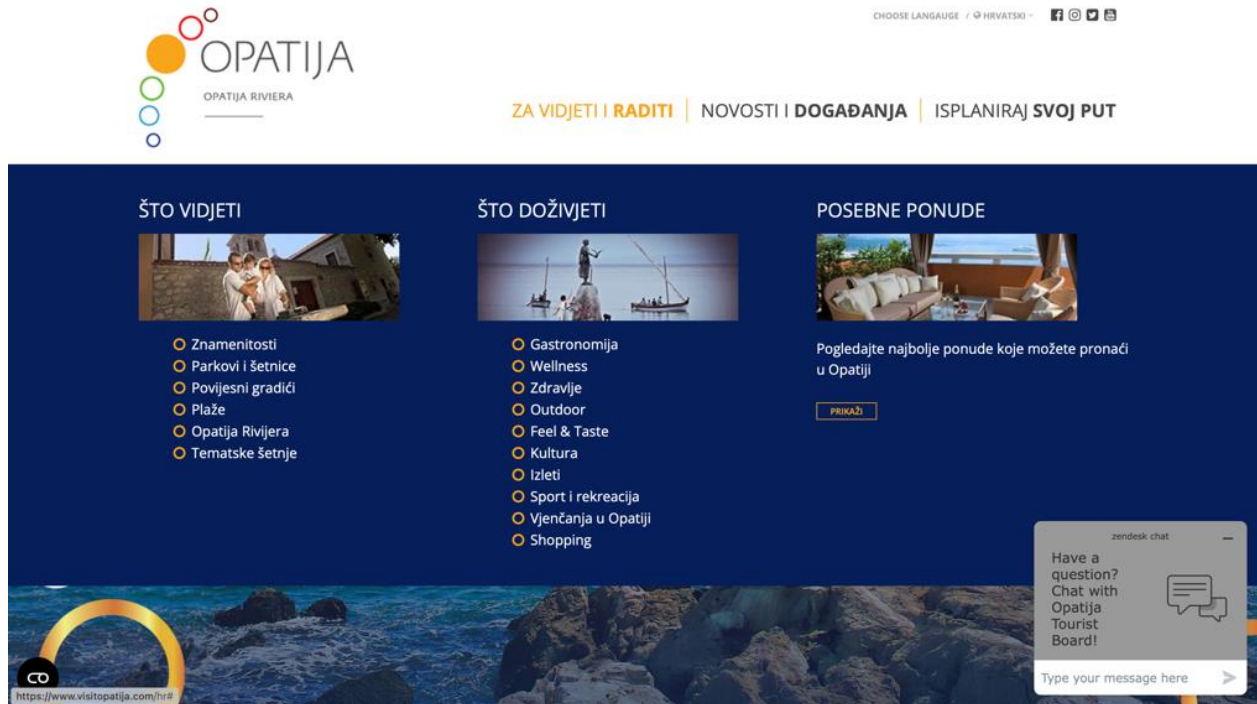 CHOOSE LANGAUGE / HRVATSKI
OPATIJA
OPATIJA RIVIERA
ZA VIDJETI I RADITI
NOVOSTI I DOGAĐANJA
ISPLANIRAJ SVOJ PUT
ŠTO VIDJETI
Znamenitosti
Parkovi i šetnice
Povijesni gradići
Plaže
Opatija Rivijera
Tematske šetnje
ŠTO DOŽIVJETI
Gastronomija
Wellness
Zdravlje
Outdoor
Feel & Taste
Kultura
Izleti
Sport i rekreacija
Vjenčanja u Opatiji
Shopping
POSEBNE PONUDE
Pogledajte najbolje ponude koje možete pronaći
u Opatiji
PRIKAŽI
zendesk chat
Have a
question?
Chat with
Opatija
Tourist
Board!
Type your message here
https://www.visitopatija.com/hr#